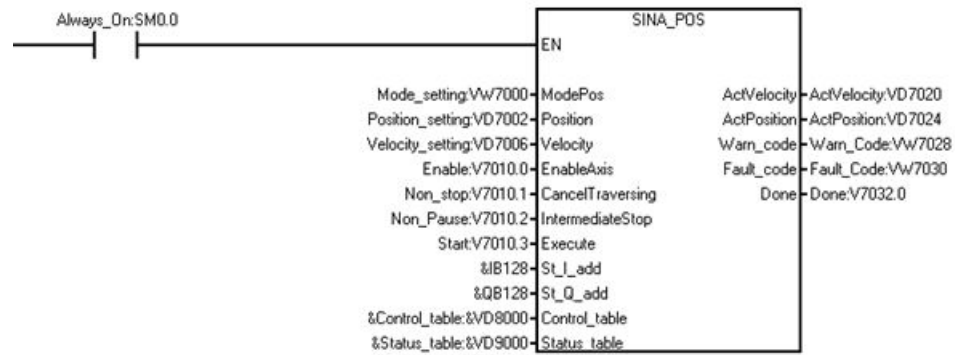 Always_On:SM0.0
SINA_POS
EN
Mode_setting:VW7000 ModePos ActVelocity ActVelocity:VD7020
Position_setting:VD7002 Position ActPosition ActPosition:VD7024
Velocity_setting:VD7006 Velocity Warn_code Warn_Code:VW7028
Enable:V7010.0 EnableAxis Fault_code Fault_Code:VW7030
Non_stop:V7010.1 CancelTraversing Done Done:V7032.0
Non_Pause:V7010.2 IntermediateStop
Start:V7010.3 Execute
&IB128 St_I_add
&QB128 St_Q_add
&Control_table:&VD8000 Control_table
&Status_table:&VD9000 Status_table